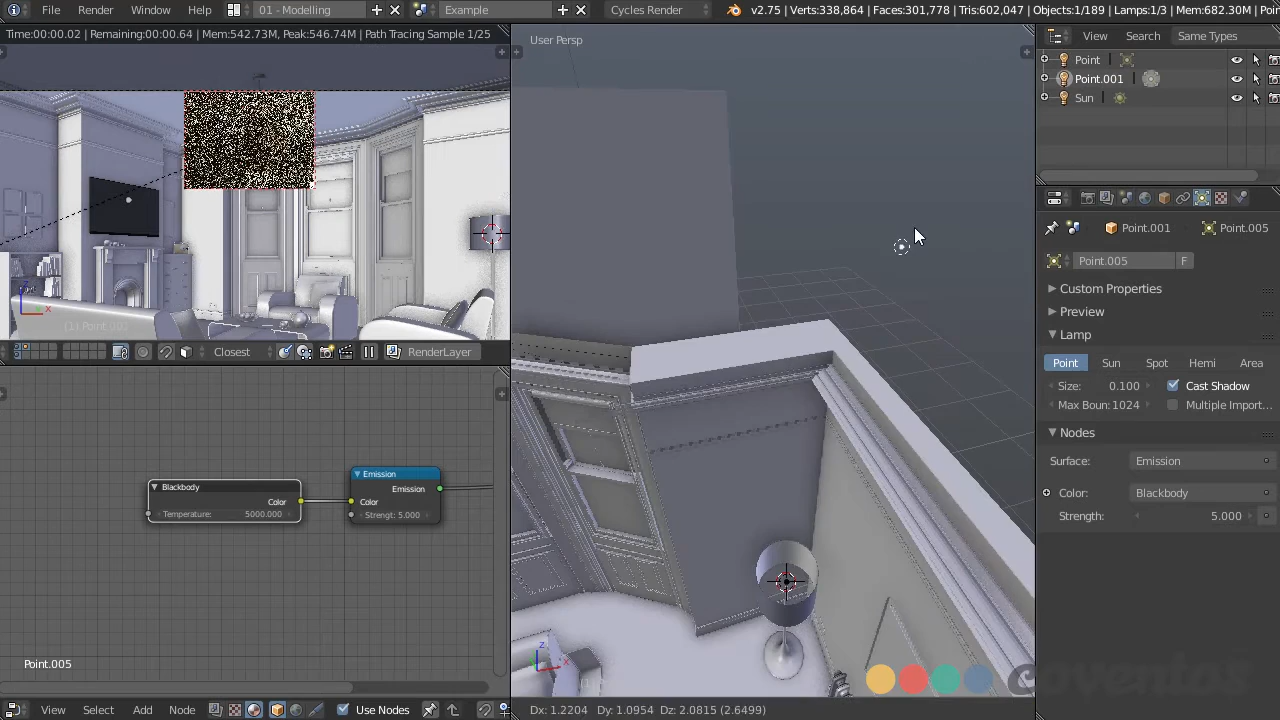 File Render Window Help 01 - Modelling Example Cycles Render v2.75 | Verts:338,864 | Faces:301,778 | Tris:602,047 | Objects:1/189 | Lamps:1/3 | Mem:682.30M | Poin
Time:00:00.02 | Remaining:00:00.64 | Mem:542.73M, Peak:546.74M | Path Tracing Sample 1/25
User Persp
View Search Same Types
Point
Point.001
Sun
Point.001 Point.005
Point.005 F
Custom Properties
Preview
Lamp
Point Sun Spot Hemi Area
Size: 0.100 Cast Shadow
Max Boun: 1024 Multiple Import...
Nodes
Surface: Emission
Color: Blackbody
Strength: 5.000
Closest RenderLayer
Blackbody
Color
Temperature: 5000.000
Emission
Emission
Color
Strengt: 5.000
Point.005
View Select Add Node Use Nodes
Dx: 1.2204 Dy: 1.0954 Dz: 2.0815 (2.6499)
coventos